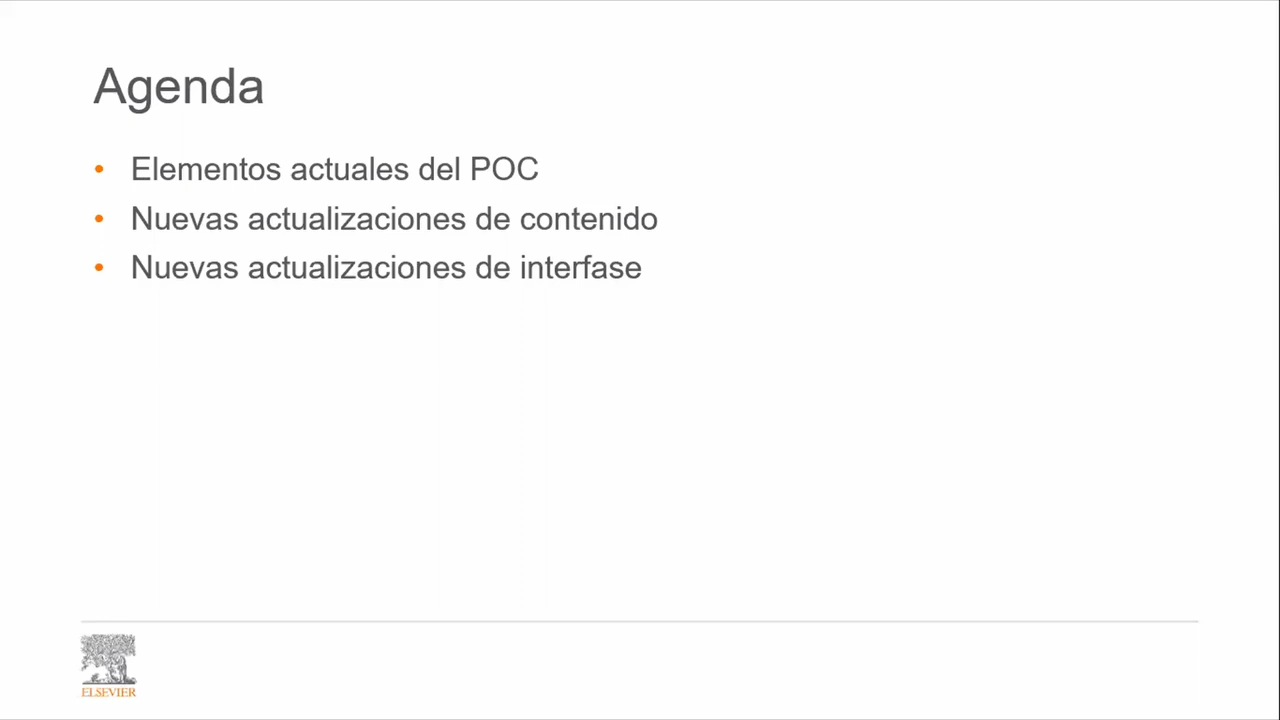 Agenda
• Elementos actuales del POC
• Nuevas actualizaciones de contenido
• Nuevas actualizaciones de interfase
ELSEVIER